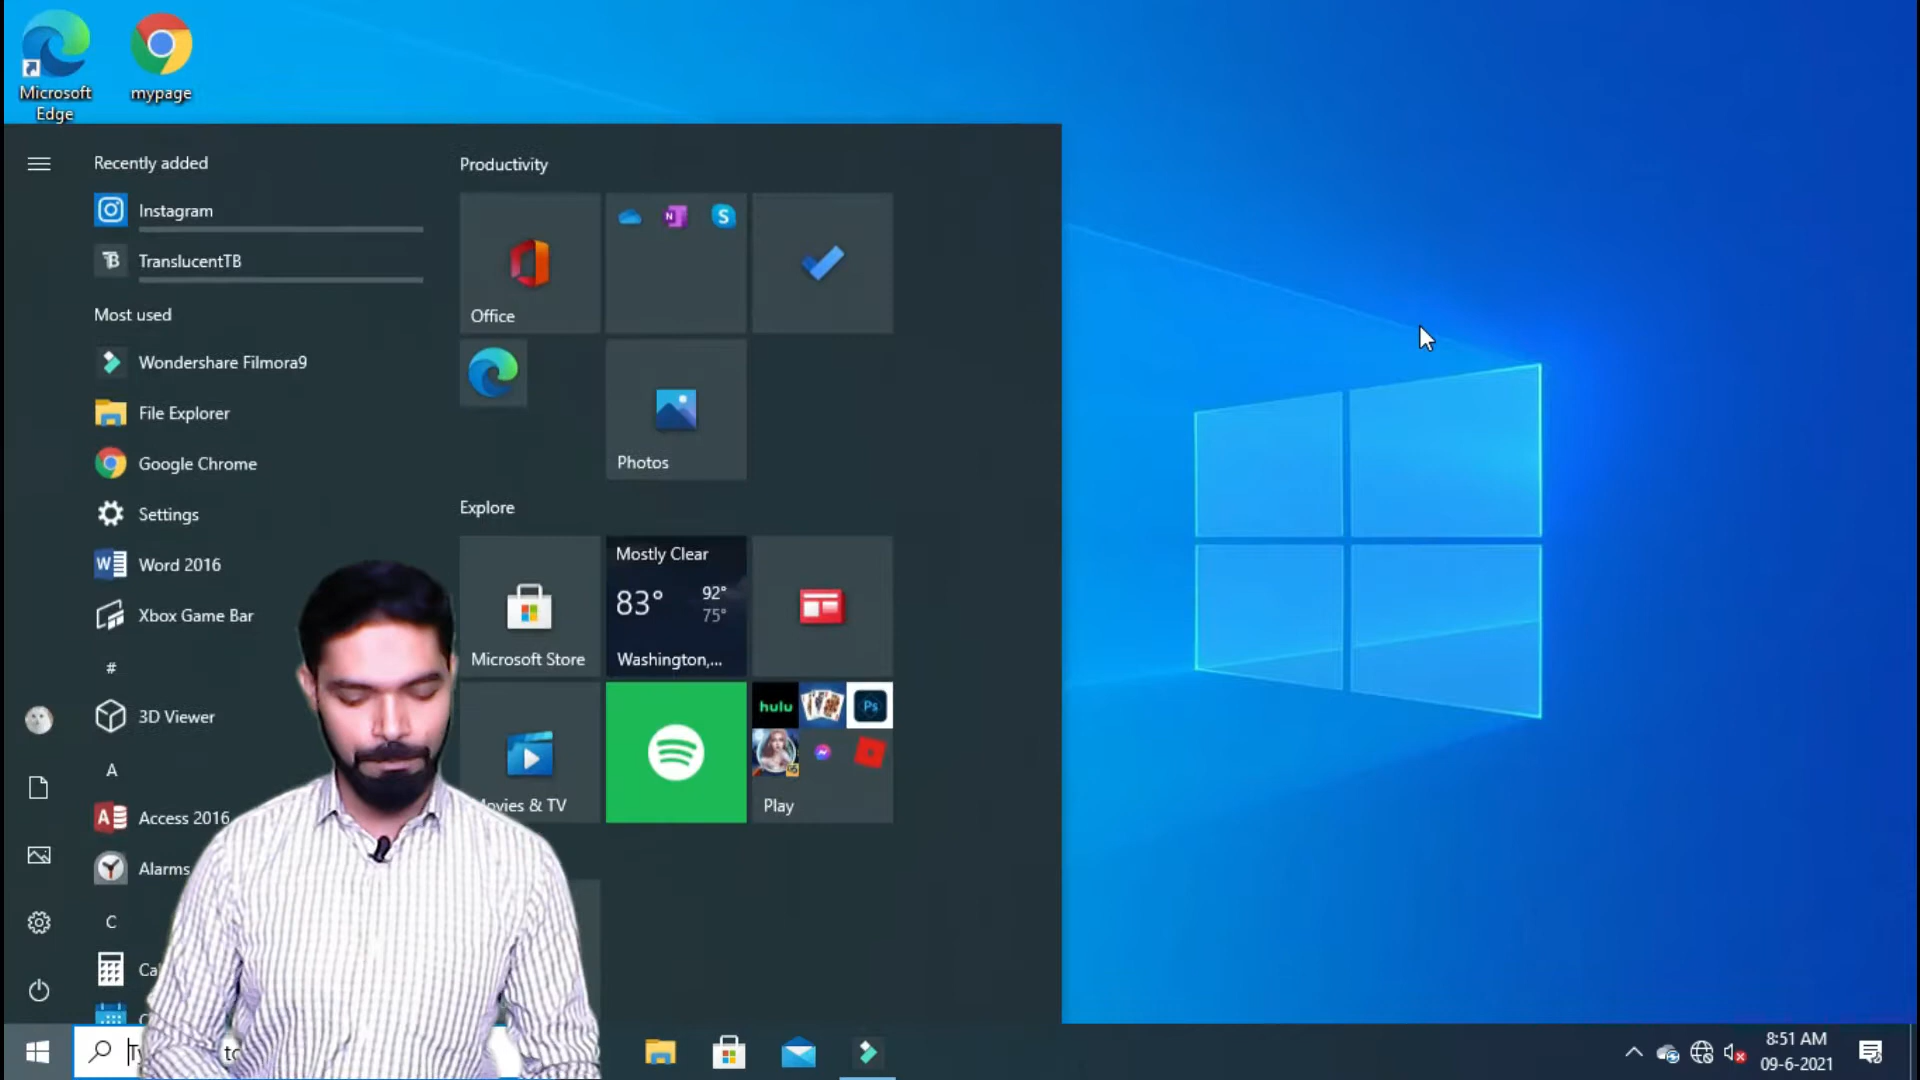 Microsoft
Edge
mypage
Recently added
Instagram
TranslucentTB
Most used
Wondershare Filmora9
File Explorer
Google Chrome
Settings
Word 2016
Xbox Game Bar
#
3D Viewer
A
Access 2016
Alarms
C
Productivity
Office
Photos
Explore
Microsoft Store
Mostly Clear
83°
92°
75°
Washington,...
& TV
hulu
Ps
Play
8:51 AM
09-6-2021